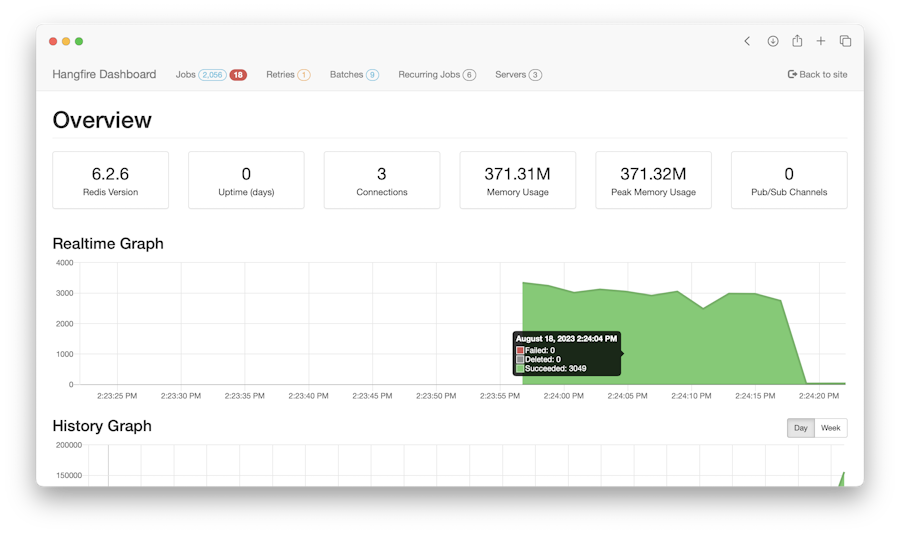 Hangfire Dashboard Jobs 2,056 18 Retries 1 Batches 9 Recurring Jobs 6 Servers 3 Back to site
Overview
6.2.6 0 3 371.31M 371.32M 0
Redis Version Uptime (days) Connections Memory Usage Peak Memory Usage Pub/Sub Channels
Realtime Graph
4000
3000
2000
1000
0
August 18, 2023 2:24:04 PM
Failed: 0
Deleted: 0
Succeeded: 3049
2:23:25 PM 2:23:30 PM 2:23:35 PM 2:23:40 PM 2:23:45 PM 2:23:50 PM 2:23:55 PM 2:24:00 PM 2:24:05 PM 2:24:10 PM 2:24:15 PM 2:24:20 PM
History Graph Day Week
200000
150000